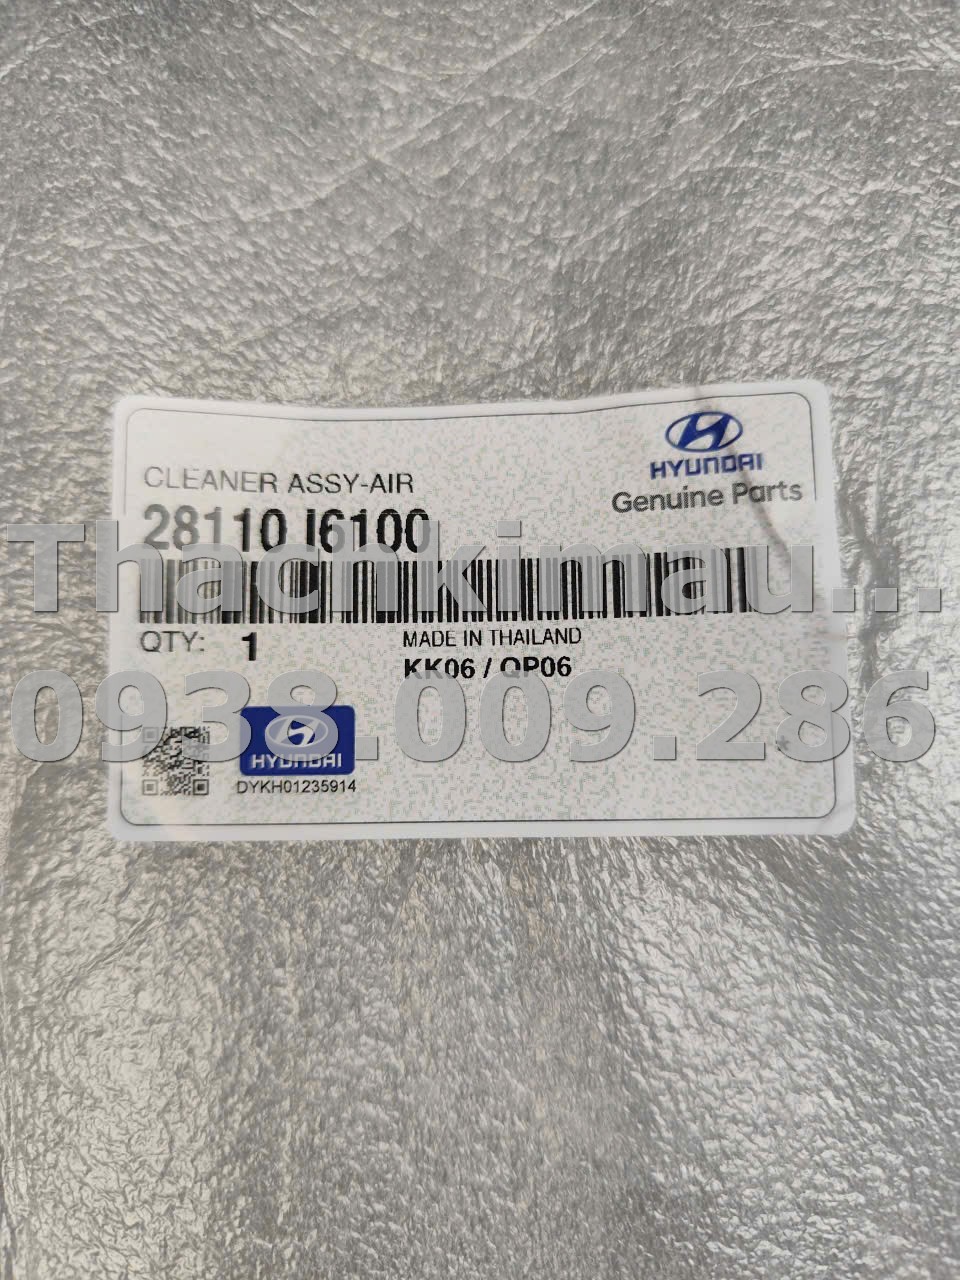 HYUNDAI
Genuine Parts
CLEANER ASSY-AIR
28110 I6100
Thachkimau...
QTY: 1
MADE IN THAILAND
KK06 / QP06
0938.009.286
HYUNDAI
DYKH01235914